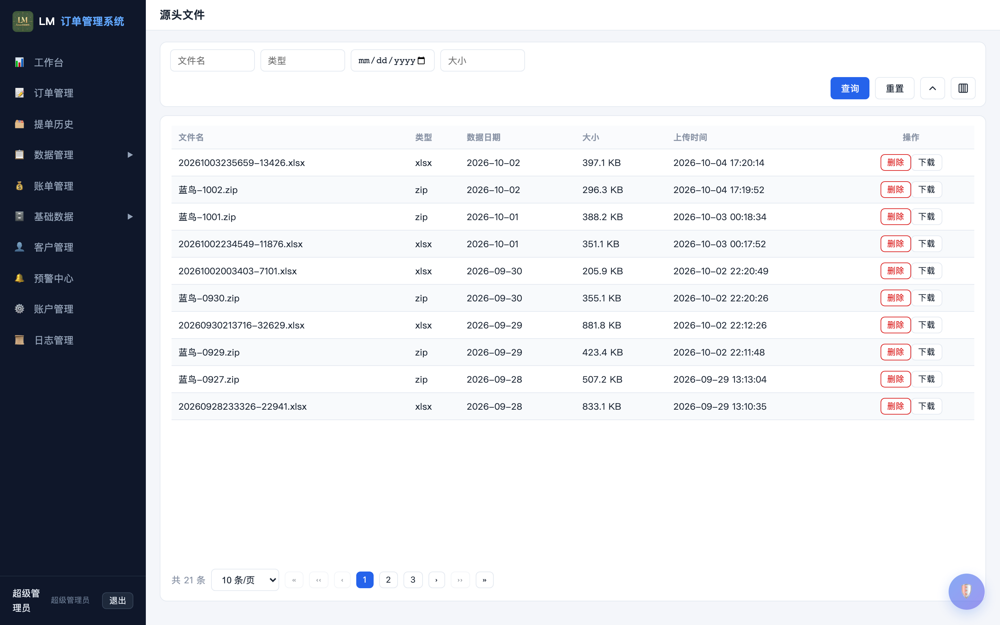 LM 订单管理系统
工作台
订单管理
提单历史
数据管理
账单管理
基础数据
客户管理
预警中心
账户管理
日志管理
超级管理员
超级管理员
退出
源头文件
文件名 类型 mm/dd/yyyy 大小
查询 重置
文件名 类型 数据日期 大小 上传时间 操作
20261003235659-13426.xlsx xlsx 2026-10-02 397.1 KB 2026-10-04 17:20:14 删除 下载
蓝鸟-1002.zip zip 2026-10-02 296.3 KB 2026-10-04 17:19:52 删除 下载
蓝鸟-1001.zip zip 2026-10-01 388.2 KB 2026-10-03 00:18:34 删除 下载
20261002234549-11876.xlsx xlsx 2026-10-01 351.1 KB 2026-10-03 00:17:52 删除 下载
20261002003403-7101.xlsx xlsx 2026-09-30 205.9 KB 2026-10-02 22:20:49 删除 下载
蓝鸟-0930.zip zip 2026-09-30 355.1 KB 2026-10-02 22:20:26 删除 下载
20260930213716-32629.xlsx xlsx 2026-09-29 881.8 KB 2026-10-02 22:12:26 删除 下载
蓝鸟-0929.zip zip 2026-09-29 423.4 KB 2026-10-02 22:11:48 删除 下载
蓝鸟-0927.zip zip 2026-09-28 507.2 KB 2026-09-29 13:13:04 删除 下载
20260928233326-22941.xlsx xlsx 2026-09-28 833.1 KB 2026-09-29 13:10:35 删除 下载
共 21 条 10 条/页 « ‹‹ ‹ 1 2 3 › ›› »